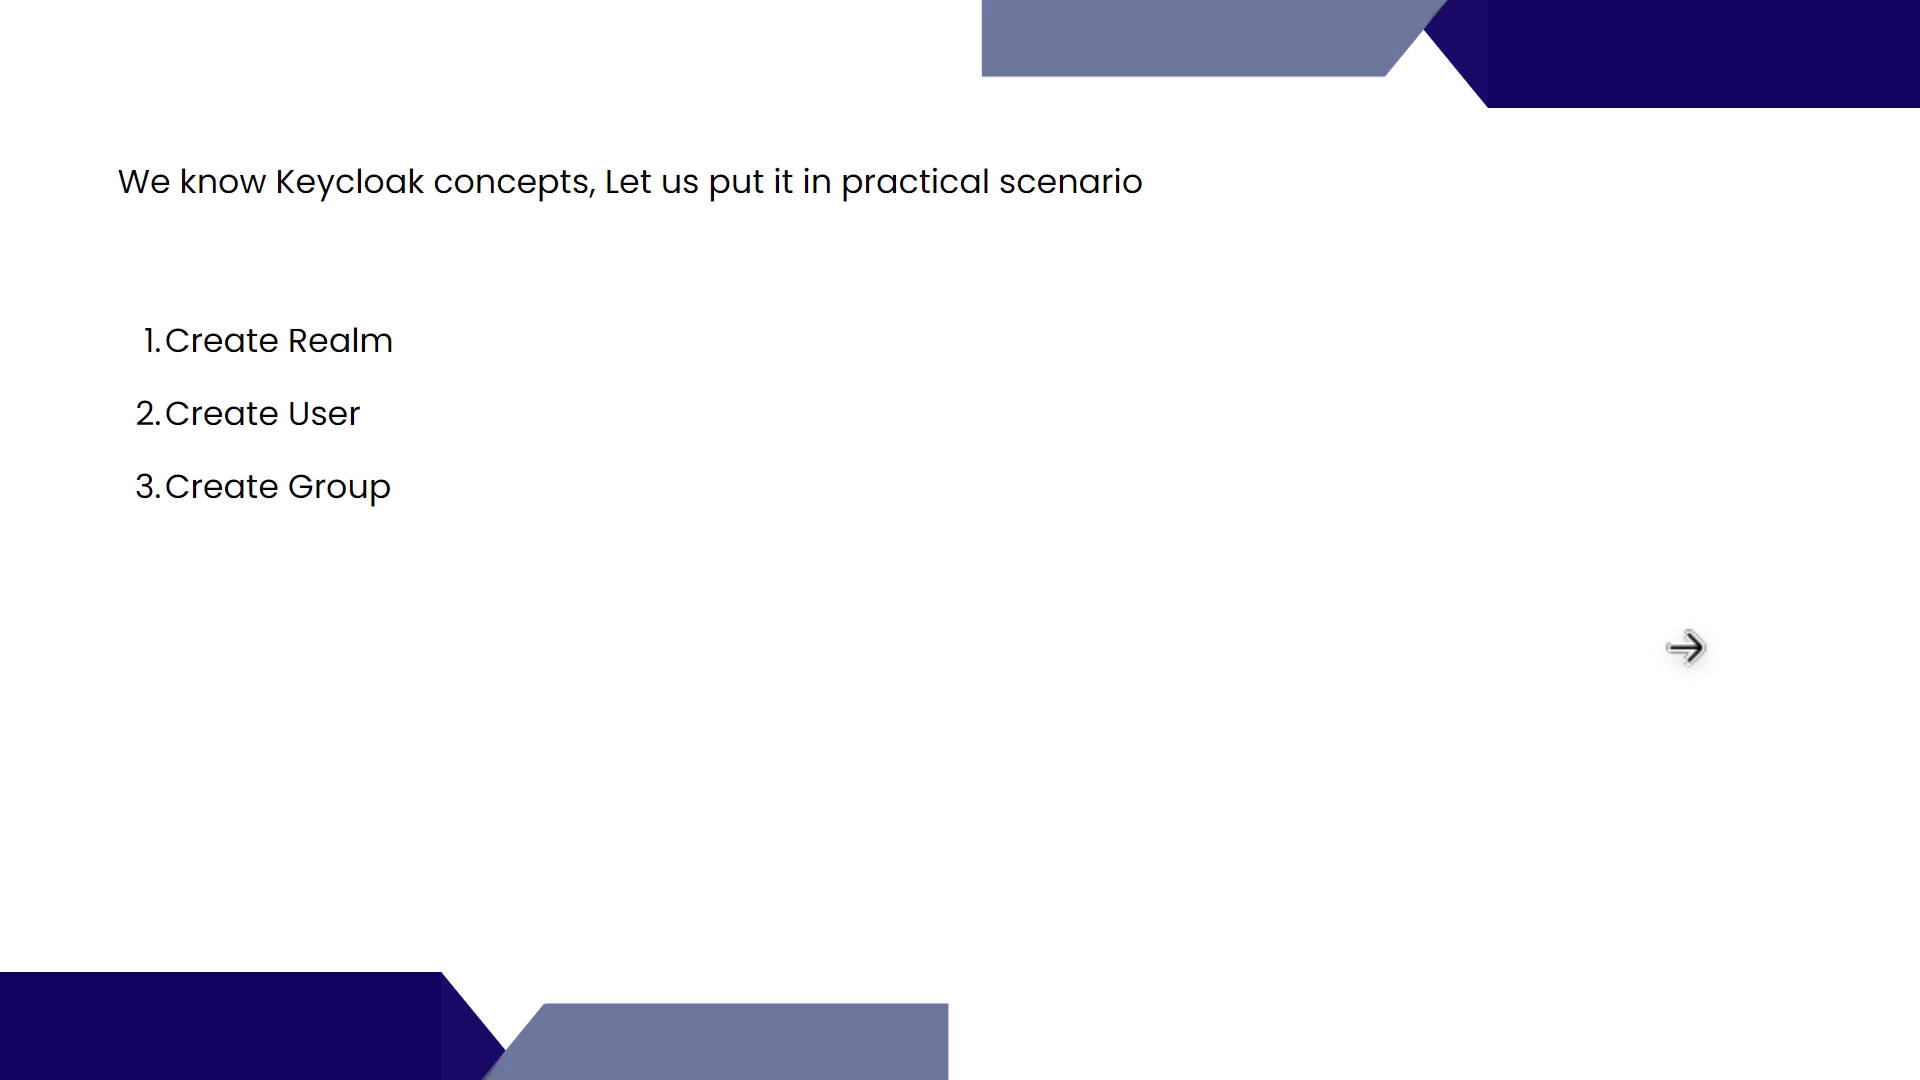 We know Keycloak concepts, Let us put it in practical scenario
1. Create Realm
2. Create User
3. Create Group